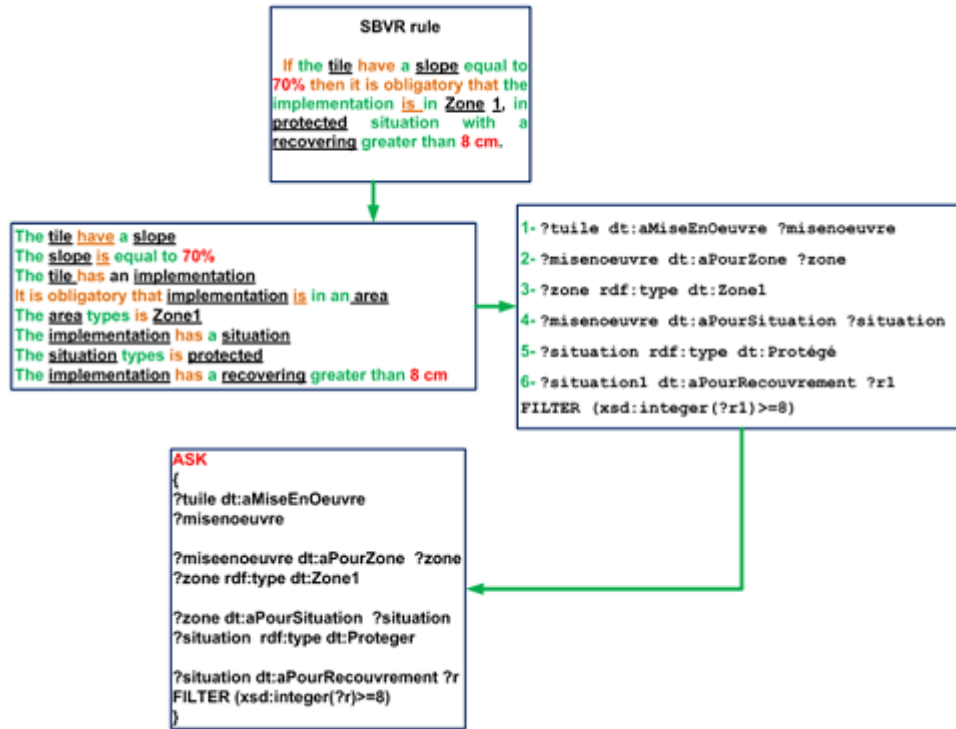 SBVR rule
If the tile have a slope equal to
70% then it is obligatory that the
implementation is in Zone 1, in
protected situation with a
recovering greater than 8 cm.
The tile have a slope
The slope is equal to 70%
The tile has an implementation
It is obligatory that implementation is in an area
The area types is Zone1
The implementation has a situation
The situation types is protected
The implementation has a recovering greater than 8 cm
1- ?tuile dt:aMiseEnOeuvre ?misenoeuvre
2- ?misenoeuvre dt:aPourZone ?zone
3- ?zone rdf:type dt:Zone1
4- ?misenoeuvre dt:aPourSituation ?situation
5- ?situation rdf:type dt:Protégé
6- ?situation1 dt:aPourRecouvrement ?r1
FILTER (xsd:integer(?r1)>=8)
ASK
{
?tuile dt:aMiseEnOeuvre
?misenoeuvre
?miseenoeuvre dt:aPourZone ?zone
?zone rdf:type dt:Zone1
?zone dt:aPourSituation ?situation
?situation rdf:type dt:Proteger
?situation dt:aPourRecouvrement ?r
FILTER (xsd:integer(?r)>=8)
}